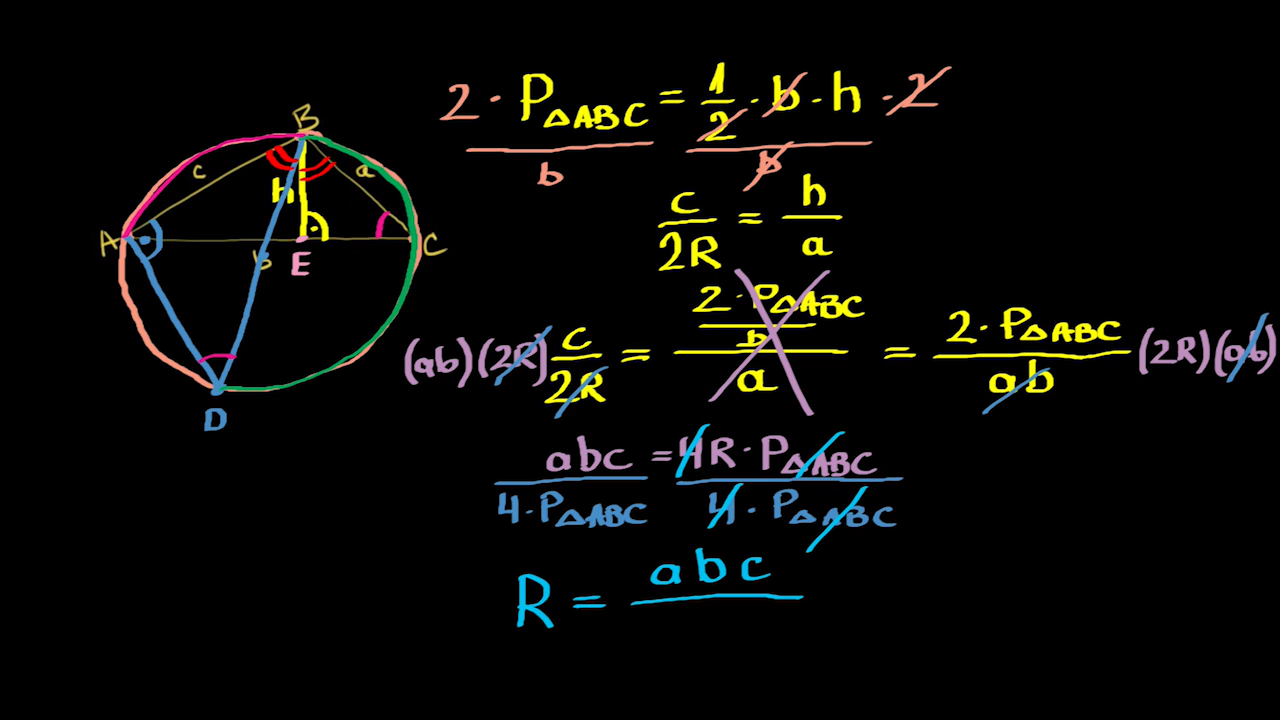 2 · P△ABC = 1/2 · b · h · 2
b b
c/2R = h/a
(ab)(2R) c/2R = 2 · P△ABC/b/a = 2 · P△ABC/ab (2R)(ab)
abc = 4R · P△ABC
4 · P△ABC 4 · P△ABC
R = abc
B
c
a
h
A
b
E
C
D